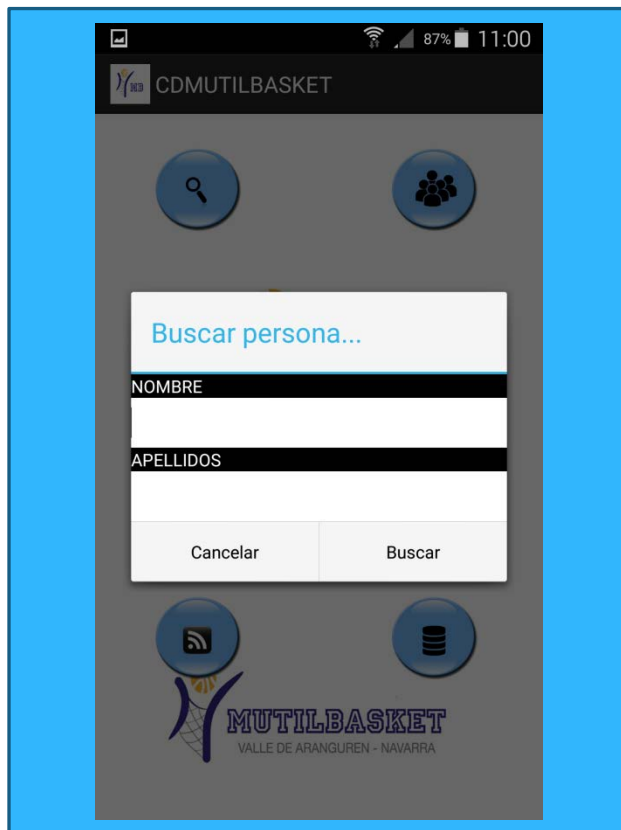 87% 11:00
CDMUTILBASKET
Buscar persona...
NOMBRE
APELLIDOS
Cancelar
Buscar
MUTILBASKET
VALLE DE ARANGUREN - NAVARRA